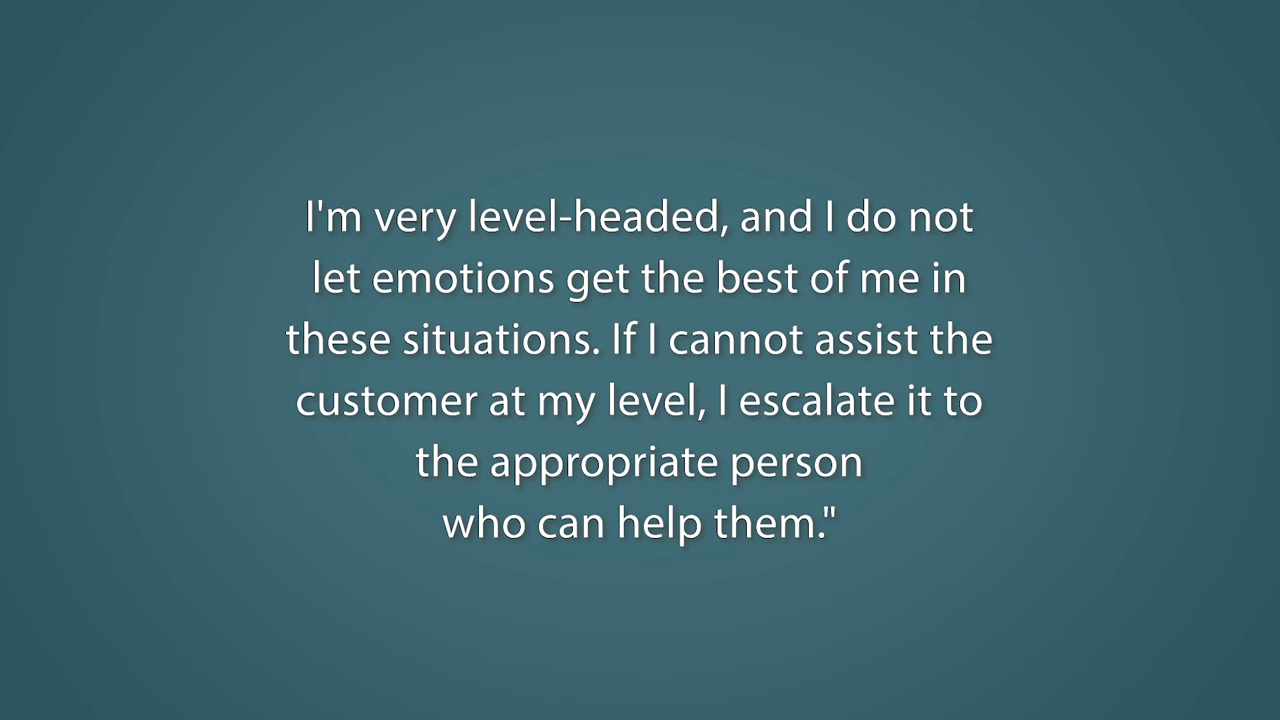 I'm very level-headed, and I do not
let emotions get the best of me in
these situations. If I cannot assist the
customer at my level, I escalate it to
the appropriate person
who can help them."